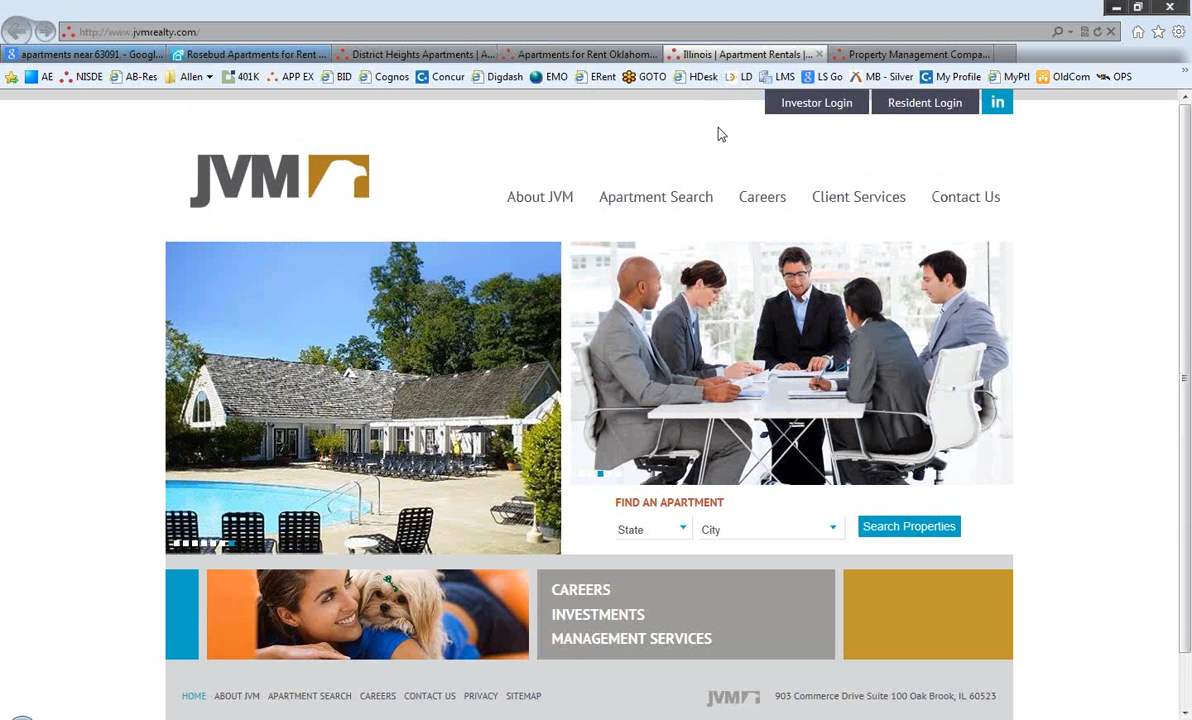 http://www.jvmrealty.com/
apartments near 63091 - Googl...
Rosebud Apartments for Rent ...
District Heights Apartments | A...
Apartments for Rent Oklahom...
Illinois | Apartment Rentals |...
Property Management Compa...
AE NISDE AB-Res Allen 401K APP EX BID Cognos Concur Digdash EMO ERent GOTO HDesk LD LMS LS Go MB - Silver My Profile MyPtl OldCom OPS
Investor Login Resident Login in
JVM
About JVM Apartment Search Careers Client Services Contact Us
FIND AN APARTMENT
State City Search Properties
CAREERS
INVESTMENTS
MANAGEMENT SERVICES
HOME ABOUT JVM APARTMENT SEARCH CAREERS CONTACT US PRIVACY SITEMAP JVM 903 Commerce Drive Suite 100 Oak Brook, IL 60523